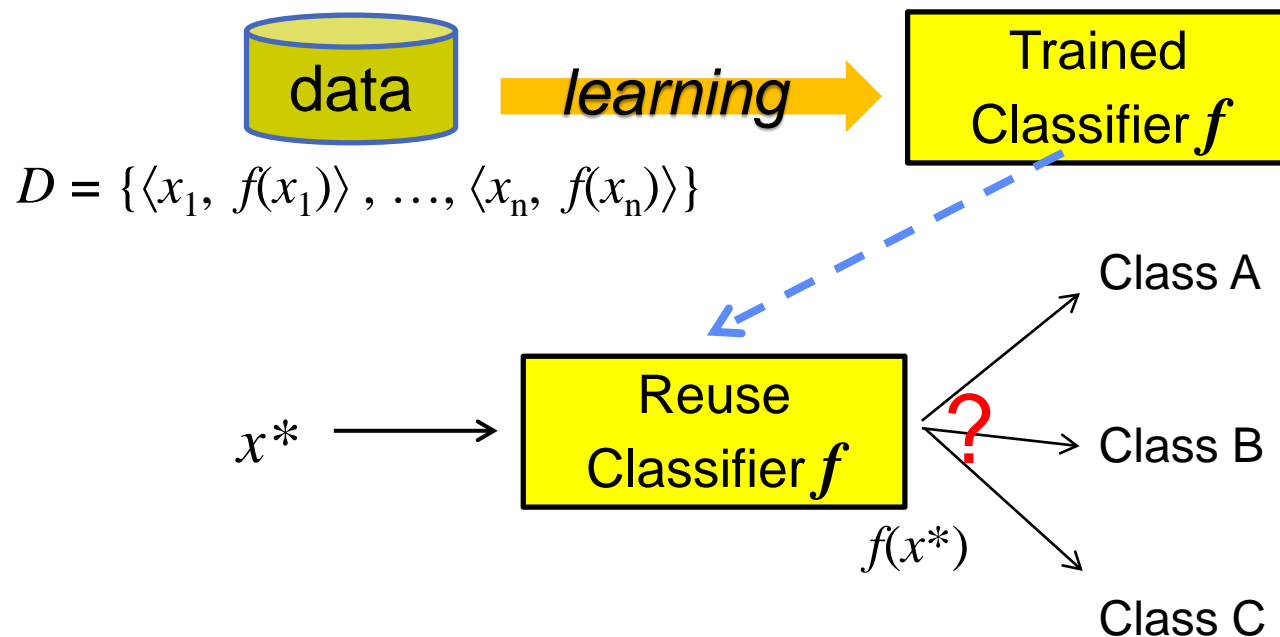 data
learning
Trained
Classifier f
D = {⟨x₁, f(x₁)⟩ , …, ⟨xₙ, f(xₙ)⟩}
Class A
Reuse
Classifier f
x*
?
Class B
f(x*)
Class C